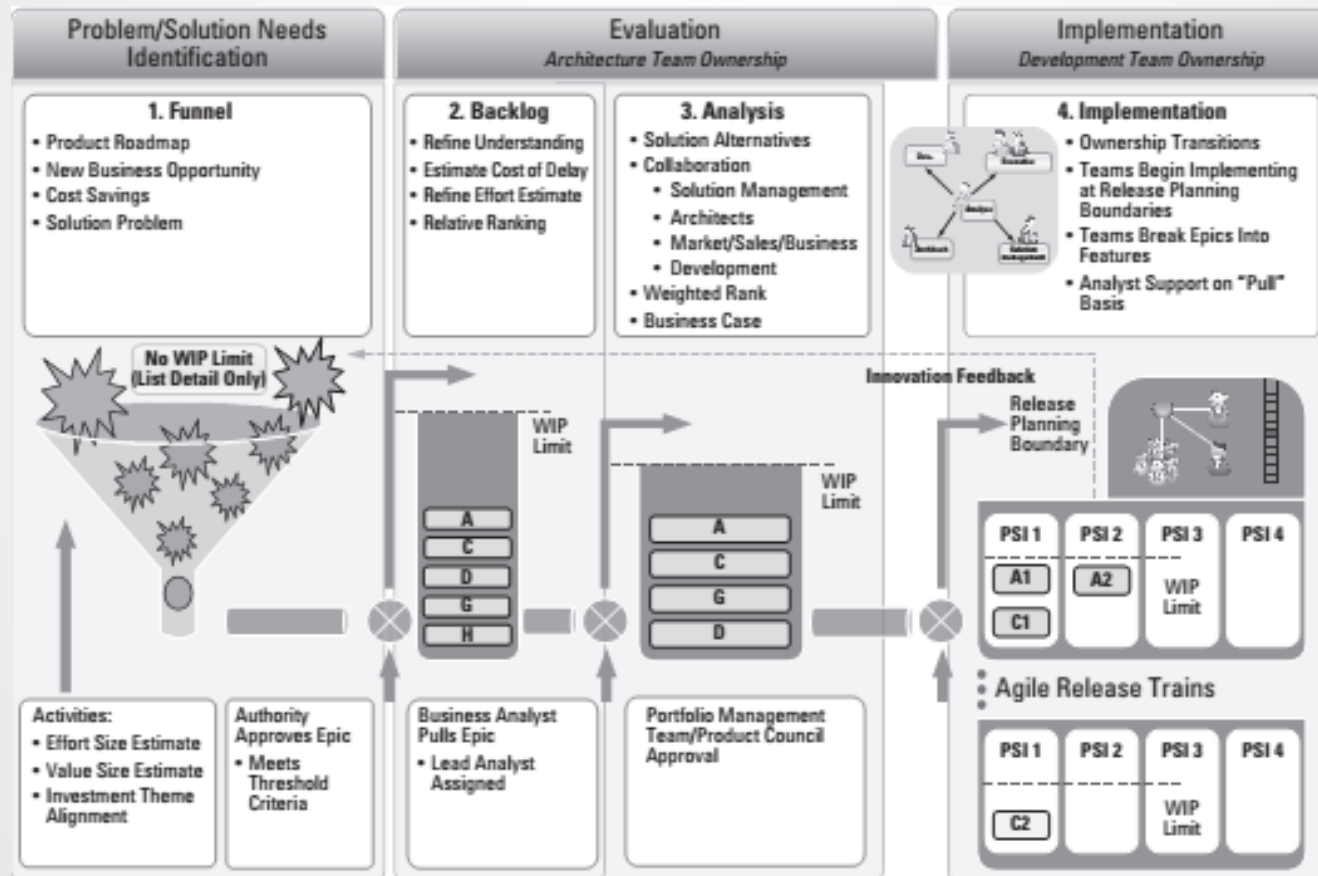 Problem/Solution Needs
Identification
Evaluation
Architecture Team Ownership
Implementation
Development Team Ownership
1. Funnel
• Product Roadmap
• New Business Opportunity
• Cost Savings
• Solution Problem
2. Backlog
• Refine Understanding
• Estimate Cost of Delay
• Refine Effort Estimate
• Relative Ranking
3. Analysis
• Solution Alternatives
• Collaboration
• Solution Management
• Architects
• Market/Sales/Business
• Development
• Weighted Rank
• Business Case
Dev.
Executive
Analyst
Architect
Solution
Management
4. Implementation
• Ownership Transitions
• Teams Begin Implementing
at Release Planning
Boundaries
• Teams Break Epics Into
Features
• Analyst Support on "Pull"
Basis
No WIP Limit
(List Detail Only)
WIP
Limit
A
C
D
G
H
WIP
Limit
A
C
G
D
Innovation Feedback
Release
Planning
Boundary
PSI 1
PSI 2
PSI 3
PSI 4
A1
A2
WIP
Limit
C1
Agile Release Trains
PSI 1
PSI 2
PSI 3
PSI 4
C2
WIP
Limit
Activities:
• Effort Size Estimate
• Value Size Estimate
• Investment Theme
Alignment
Authority
Approves Epic
• Meets
Threshold
Criteria
Business Analyst
Pulls Epic
• Lead Analyst
Assigned
Portfolio Management
Team/Product Council
Approval